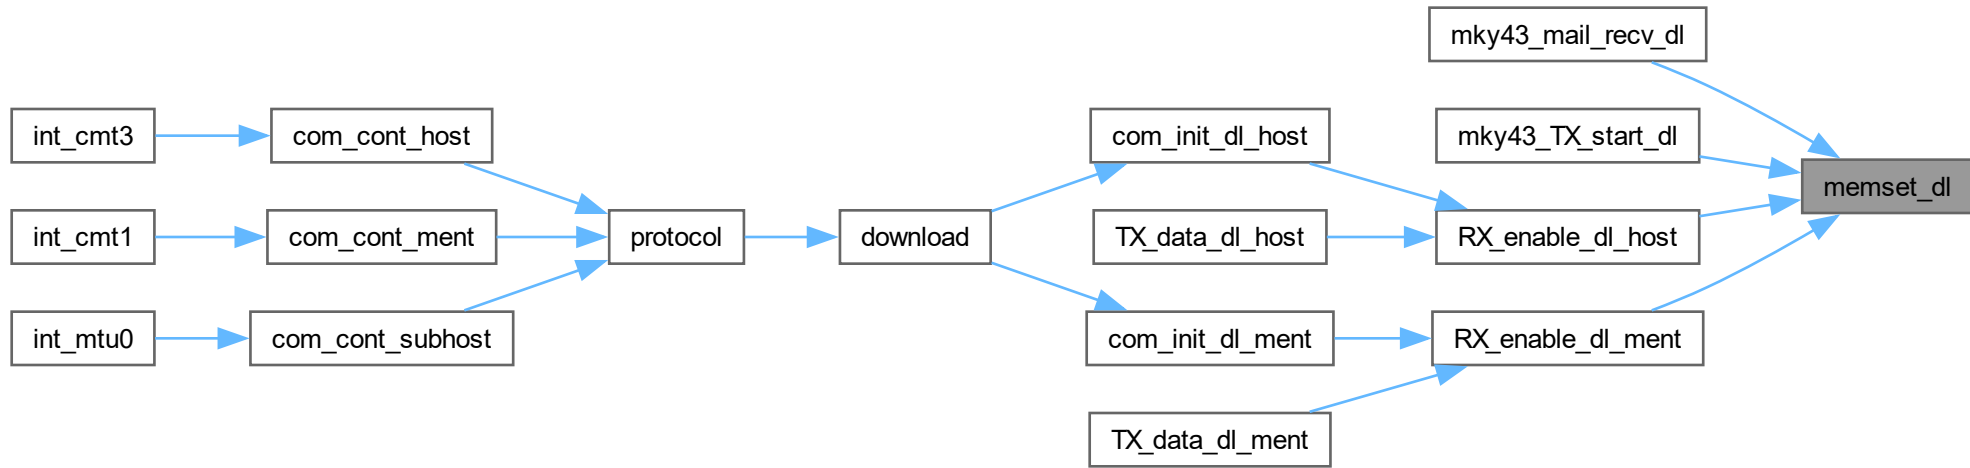 mky43_mail_recv_dl
int_cmt3
com_cont_host
com_init_dl_host
mky43_TX_start_dl
memset_dl
int_cmt1
com_cont_ment
protocol
download
TX_data_dl_host
RX_enable_dl_host
int_mtu0
com_cont_subhost
com_init_dl_ment
RX_enable_dl_ment
TX_data_dl_ment